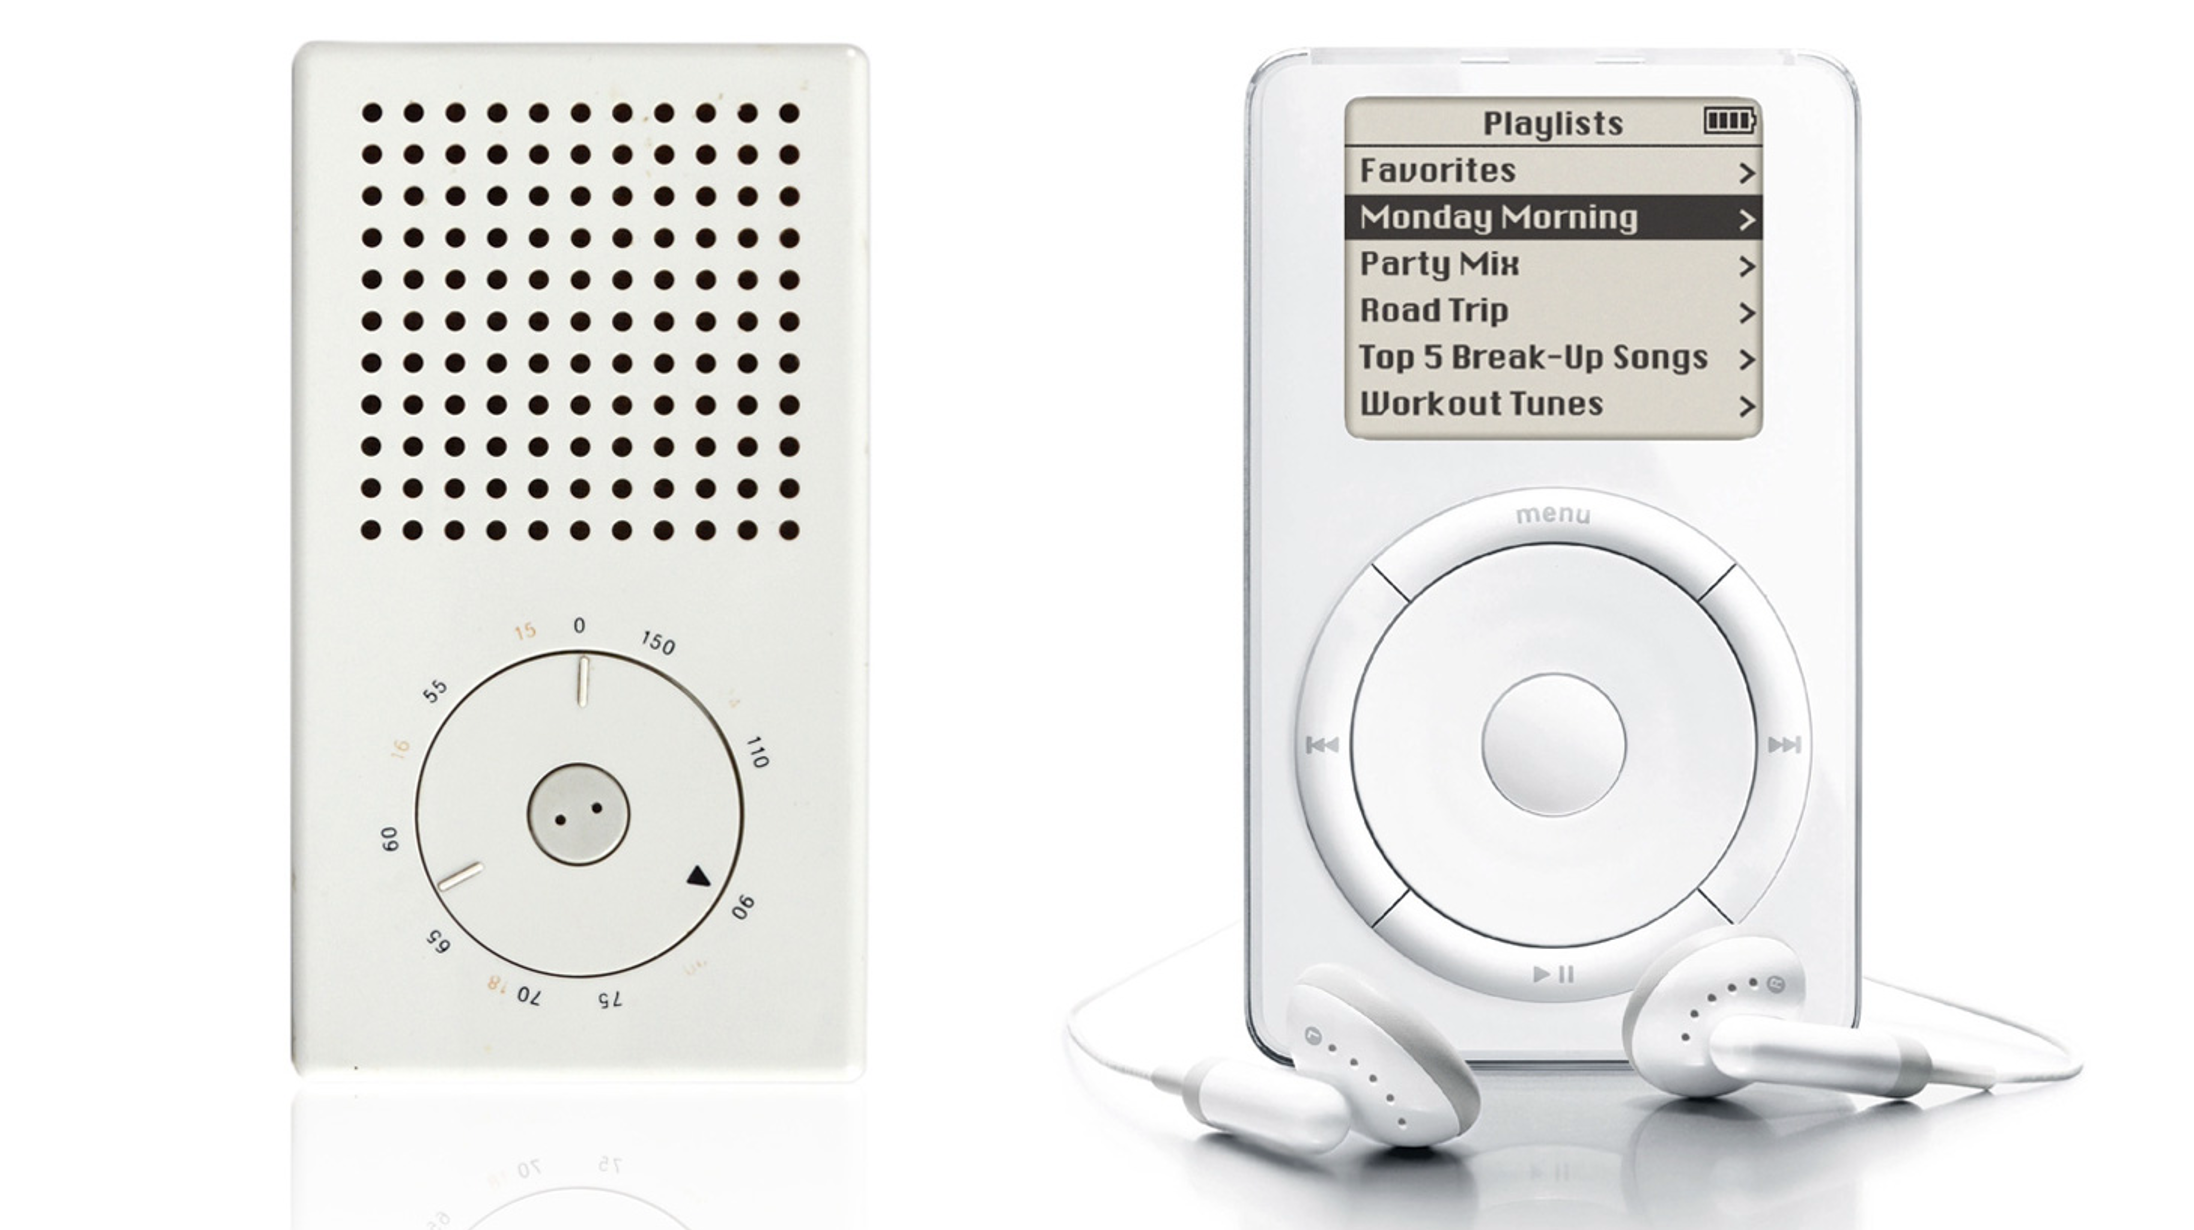 15 0 150
55
110
16
60
90
65
18 70 75
Playlists
Favorites >
Monday Morning >
Party Mix >
Road Trip >
Top 5 Break-Up Songs >
Workout Tunes >
menu
L
R